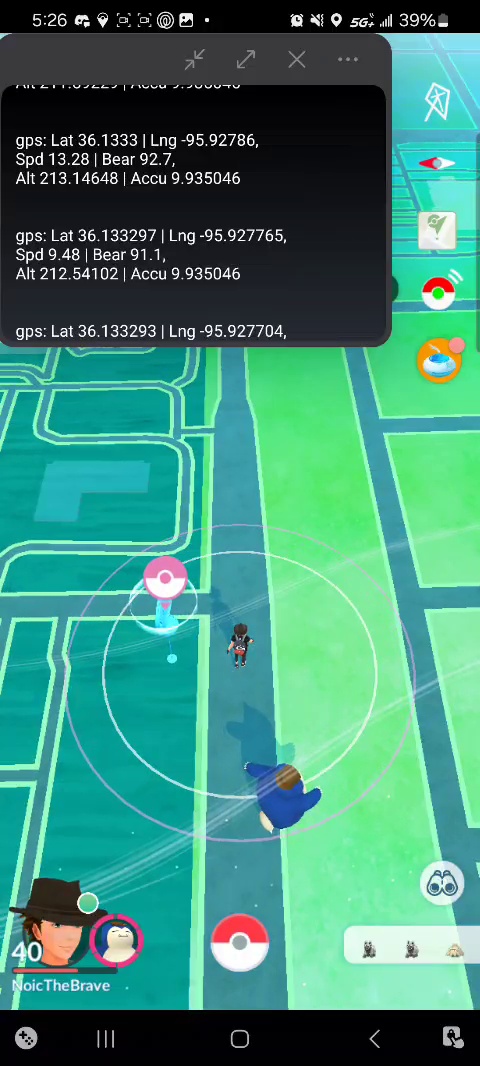 5:26
5G+
39%
Alt 211.89229 | Accu 9.935046
gps: Lat 36.1333 | Lng -95.92786,
Spd 13.28 | Bear 92.7,
Alt 213.14648 | Accu 9.935046
gps: Lat 36.133297 | Lng -95.927765,
Spd 9.48 | Bear 91.1,
Alt 212.54102 | Accu 9.935046
gps: Lat 36.133293 | Lng -95.927704,
40
NoicTheBrave